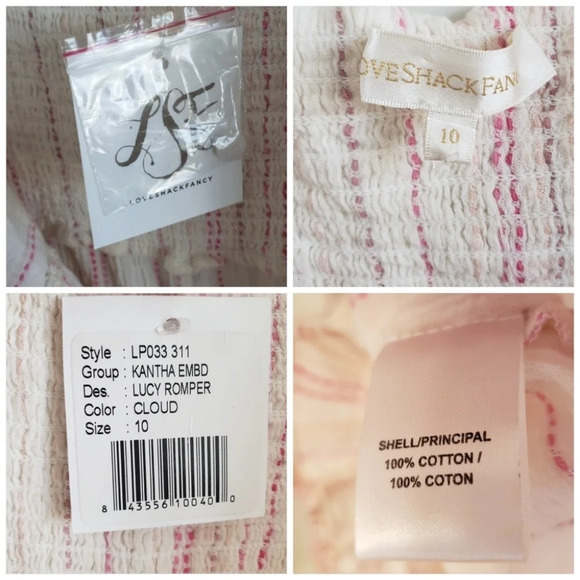 LSF
LOVESHACKFANCY
LOVESHACKFANC
10
Style : LP033 311
Group : KANTHA EMBD
Des. : LUCY ROMPER
Color : CLOUD
Size : 10
8 43556 10040 0
SHELL/PRINCIPAL
100% COTTON /
100% COTON